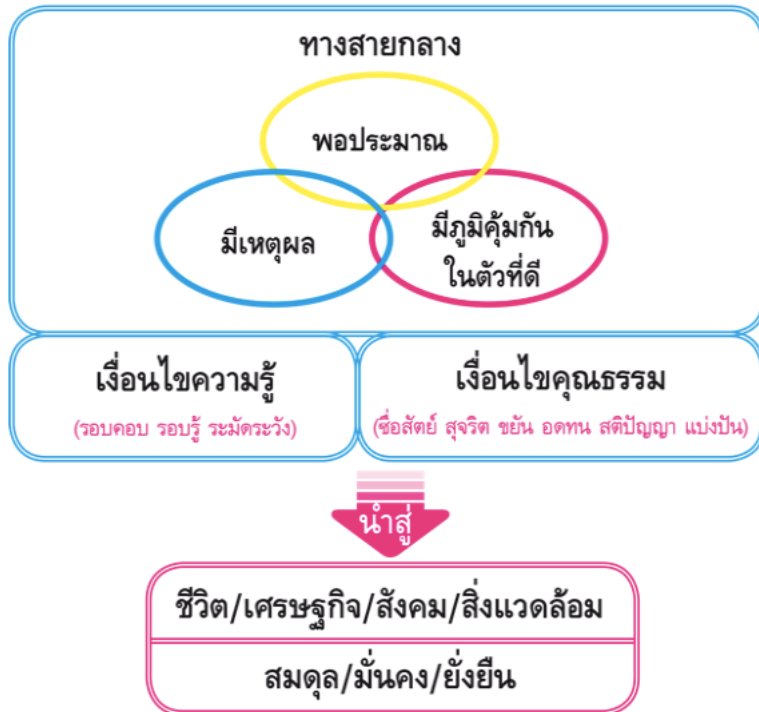 ทางสายกลาง
พอประมาณ
มีเหตุผล
มีภูมิคุ้มกัน
ในตัวที่ดี
เงื่อนไขความรู้
(รอบคอบ รอบรู้ ระมัดระวัง)
เงื่อนไขคุณธรรม
(ซื่อสัตย์ สุจริต ขยัน อดทน สติปัญญา แบ่งปัน)
นำสู่
ชีวิต/เศรษฐกิจ/สังคม/สิ่งแวดล้อม
สมดุล/มั่นคง/ยั่งยืน